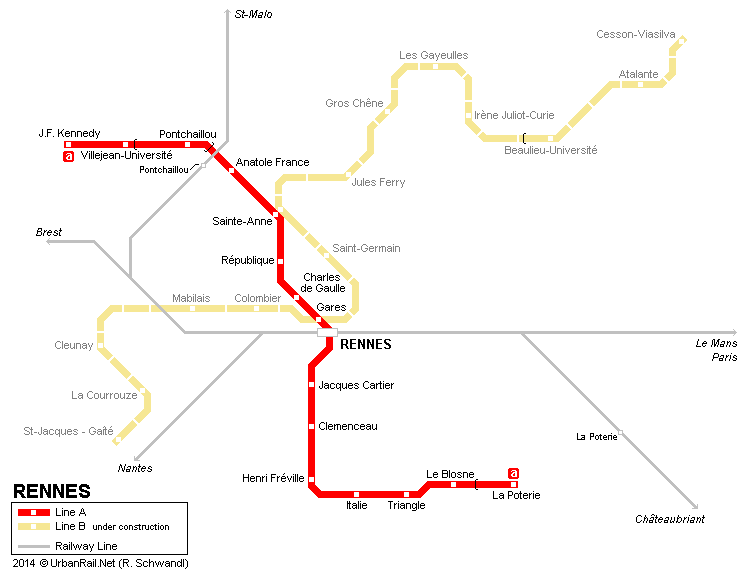 St-Malo
Cesson-Viasilva
Les Gayeulles
Atalante
Gros Chêne
Irène Juliot-Curie
J.F. Kennedy
Pontchaillou
Beaulieu-Université
a
Villejean-Université
Anatole France
Pontchaillou
Jules Ferry
Sainte-Anne
Brest
Saint-Germain
République
Charles
de Gaulle
Mabilais
Colombier
Gares
Cleunay
RENNES
Le Mans
Paris
Jacques Cartier
La Courrouze
Clemenceau
St-Jacques - Gaîté
La Poterie
Nantes
Henri Fréville
Le Blosne
a
La Poterie
Italie
Triangle
Châteaubriant
RENNES
Line A
Line B under construction
Railway Line
2014 © UrbanRail.Net (R. Schwandl)